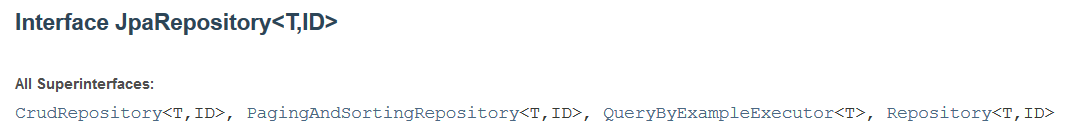 Interface JpaRepository<T,ID>
All Superinterfaces:
CrudRepository<T,ID>, PagingAndSortingRepository<T,ID>, QueryByExampleExecutor<T>, Repository<T,ID>